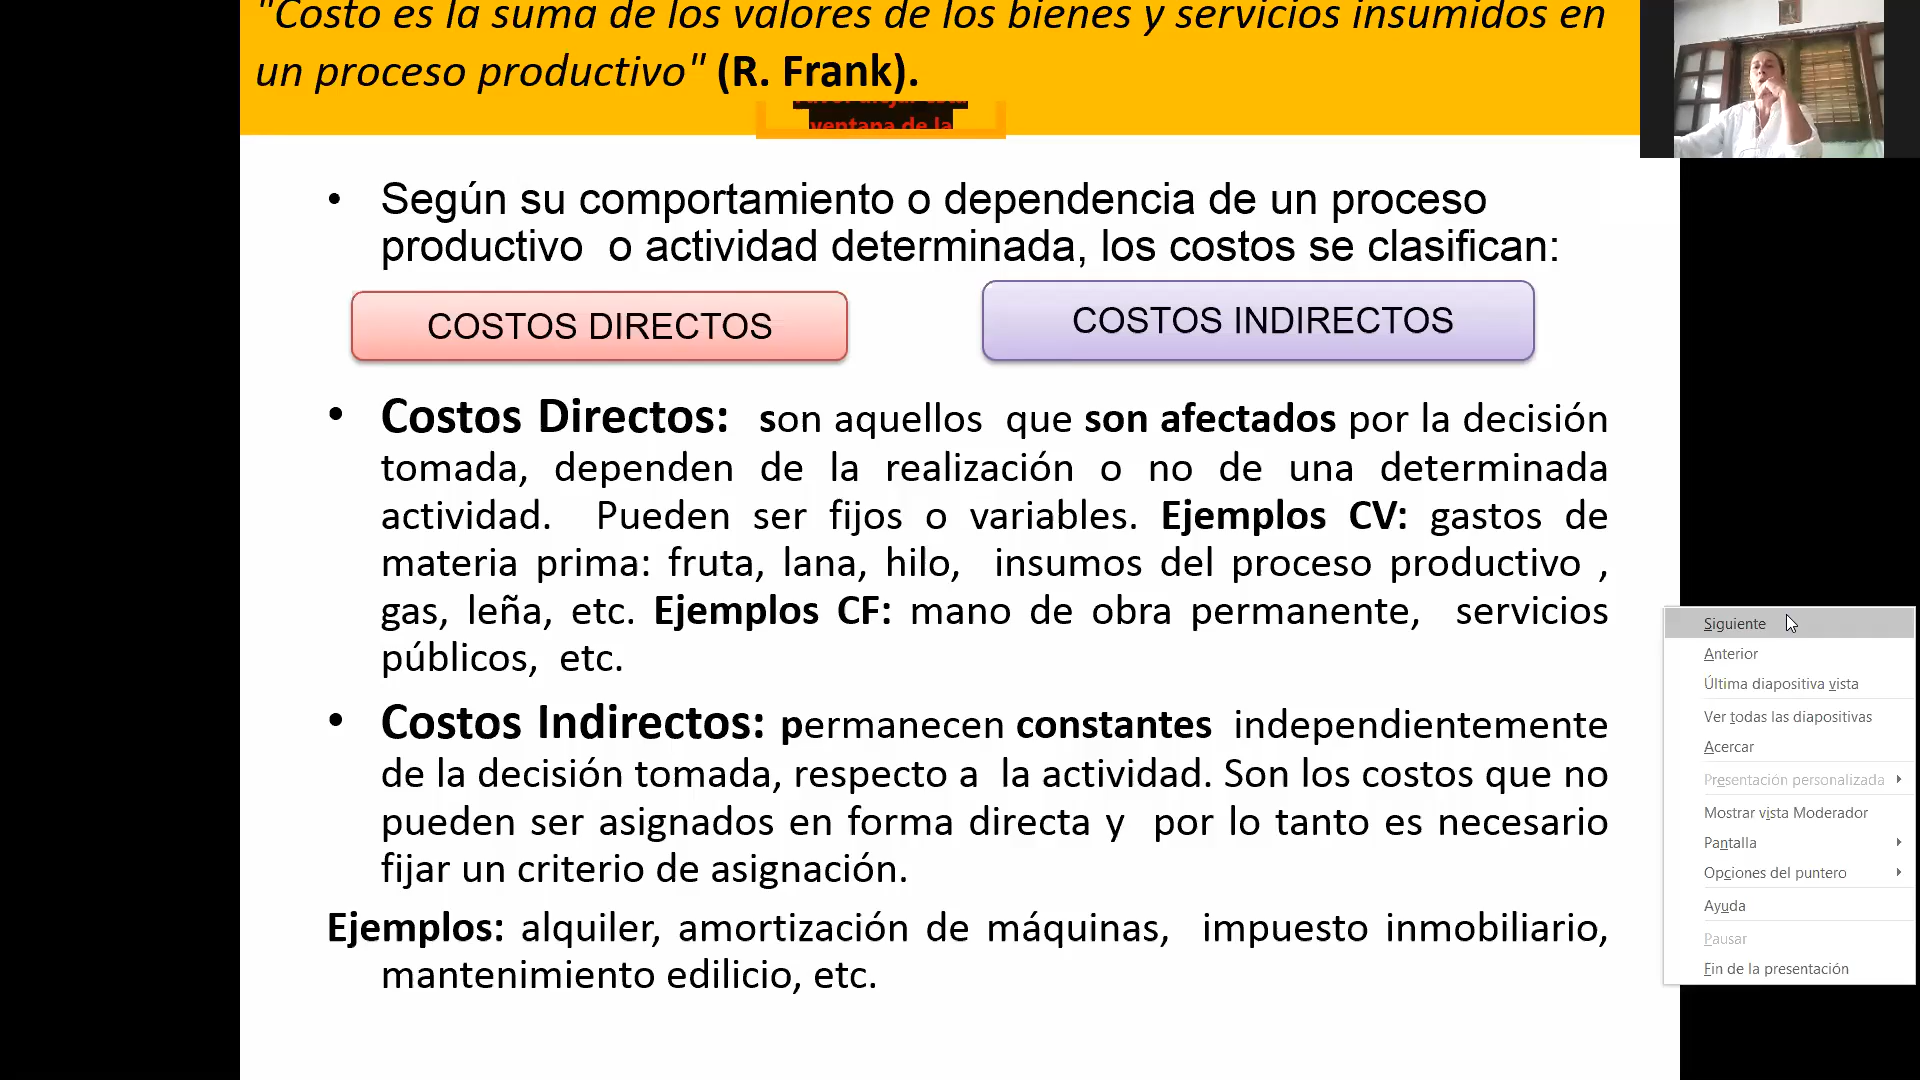 "Costo es la suma de los valores de los bienes y servicios insumidos en
un proceso productivo" (R. Frank).
ventana de la
• Según su comportamiento o dependencia de un proceso
productivo o actividad determinada, los costos se clasifican:
COSTOS DIRECTOS
COSTOS INDIRECTOS
• Costos Directos: son aquellos que son afectados por la decisión
tomada, dependen de la realización o no de una determinada
actividad. Pueden ser fijos o variables. Ejemplos CV: gastos de
materia prima: fruta, lana, hilo, insumos del proceso productivo ,
gas, leña, etc. Ejemplos CF: mano de obra permanente, servicios
públicos, etc.
• Costos Indirectos: permanecen constantes independientemente
de la decisión tomada, respecto a la actividad. Son los costos que no
pueden ser asignados en forma directa y por lo tanto es necesario
fijar un criterio de asignación.
Ejemplos: alquiler, amortización de máquinas, impuesto inmobiliario,
mantenimiento edilicio, etc.
Siguiente
Anterior
Última diapositiva vista
Ver todas las diapositivas
Acercar
Presentación personalizada
Mostrar vista Moderador
Pantalla
Opciones del puntero
Ayuda
Pausar
Fin de la presentación